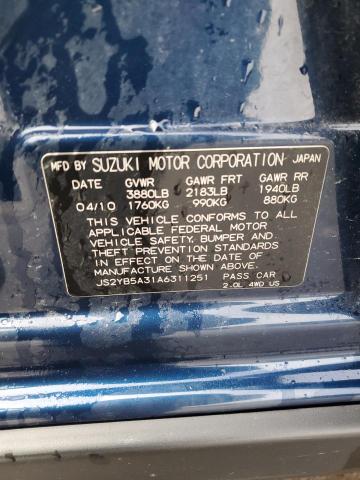 MFD BY SUZUKI MOTOR CORPORATION JAPAN
DATE GVWR GAWR FRT GAWR RR
3880LB 2183LB 1940LB
04/10 1760KG 990KG 880KG
THIS VEHICLE CONFORMS TO ALL
APPLICABLE FEDERAL MOTOR
VEHICLE SAFETY, BUMPER AND
THEFT PREVENTION STANDARDS
IN EFFECT ON THE DATE OF
MANUFACTURE SHOWN ABOVE.
JS2YB5A31A6311251 PASS CAR
2.0L 4WD US